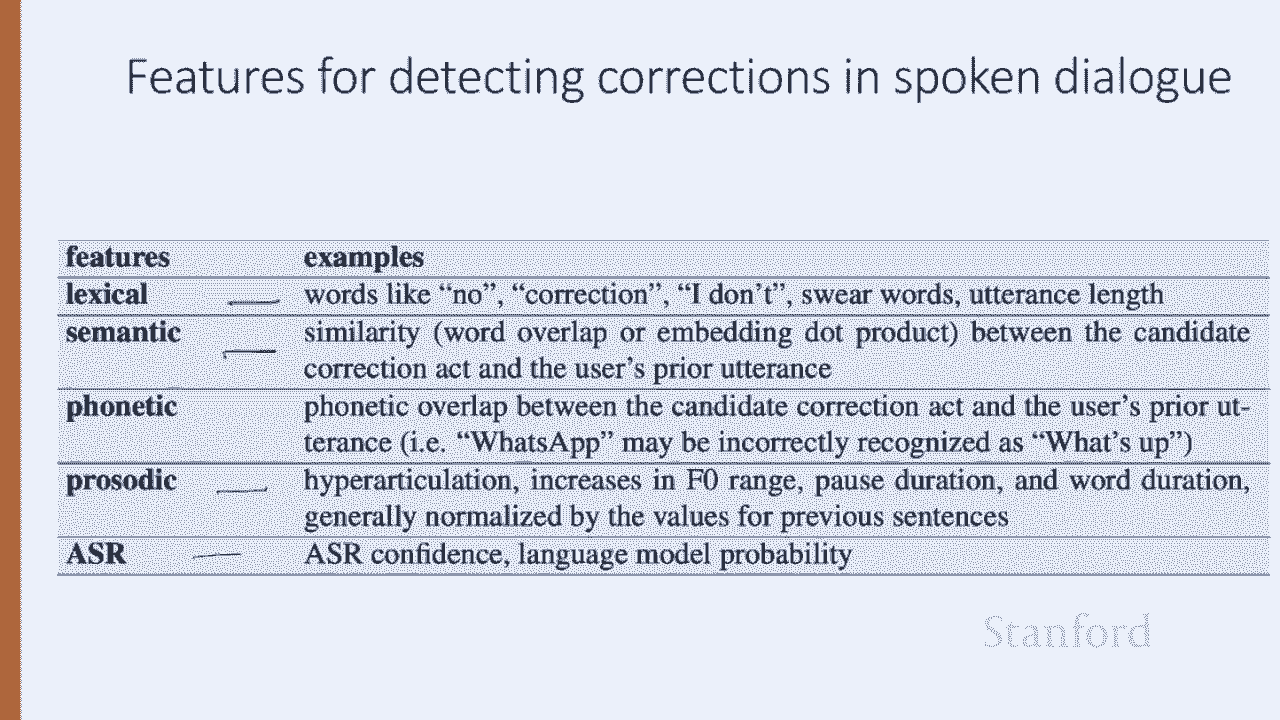 Features for detecting corrections in spoken dialogue
features examples
lexical words like “no”, “correction”, “I don’t”, swear words, utterance length
semantic similarity (word overlap or embedding dot product) between the candidate
correction act and the user’s prior utterance
phonetic phonetic overlap between the candidate correction act and the user’s prior ut-
terance (i.e. “WhatsApp” may be incorrectly recognized as “What’s up”)
prosodic hyperarticulation, increases in F0 range, pause duration, and word duration,
generally normalized by the values for previous sentences
ASR ASR confidence, language model probability
Stanford